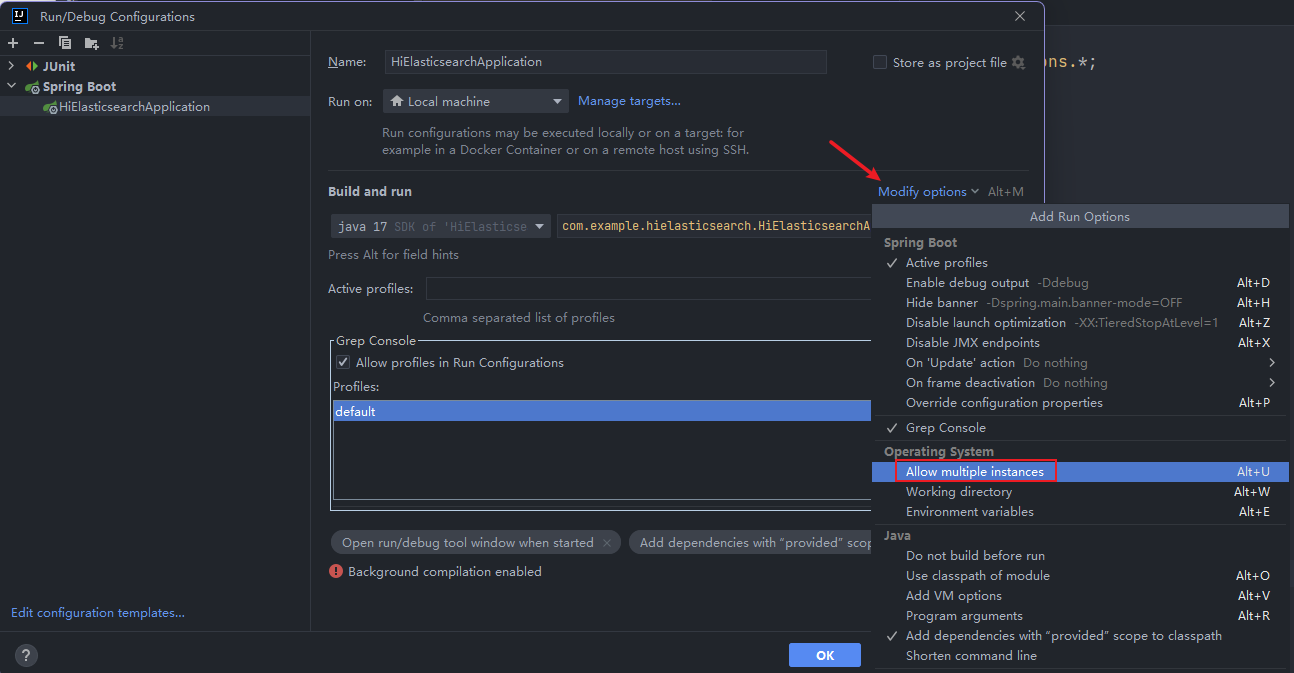 Run/Debug Configurations
JUnit
Spring Boot
HiElasticsearchApplication
Edit configuration templates...
Name: HiElasticsearchApplication
Store as project file
ons.*;
Run on: Local machine Manage targets...
Run configurations may be executed locally or on a target: for
example in a Docker Container or on a remote host using SSH.
Build and run
Modify options Alt+M
java 17 SDK of 'HiElasticse
com.example.hielasticsearch.HiElasticsearchA
Press Alt for field hints
Active profiles:
Comma separated list of profiles
Grep Console
Allow profiles in Run Configurations
Profiles:
default
Open run/debug tool window when started
Add dependencies with “provided” scop
Background compilation enabled
?
OK
Add Run Options
Spring Boot
Active profiles
Enable debug output -Ddebug Alt+D
Hide banner -Dspring.main.banner-mode=OFF Alt+H
Disable launch optimization -XX:TieredStopAtLevel=1 Alt+Z
Disable JMX endpoints Alt+X
On 'Update' action Do nothing
On frame deactivation Do nothing
Override configuration properties Alt+P
Grep Console
Operating System
Allow multiple instances Alt+U
Working directory Alt+W
Environment variables Alt+E
Java
Do not build before run
Use classpath of module Alt+O
Add VM options Alt+V
Program arguments Alt+R
Add dependencies with “provided” scope to classpath
Shorten command line